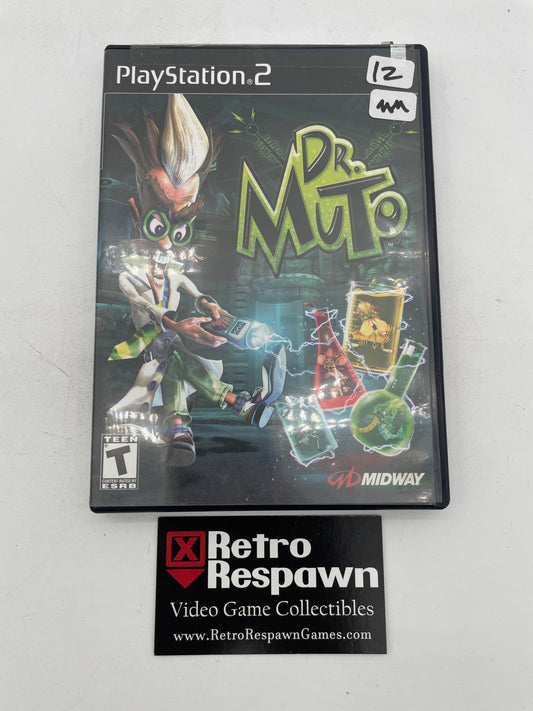 PlayStation®2
12
DR.
MUTO
TEEN
T
CONTENT RATED BY
ESRB
MIDWAY
Retro
Respawn
Video Game Collectibles
www.RetroRespawnGames.com